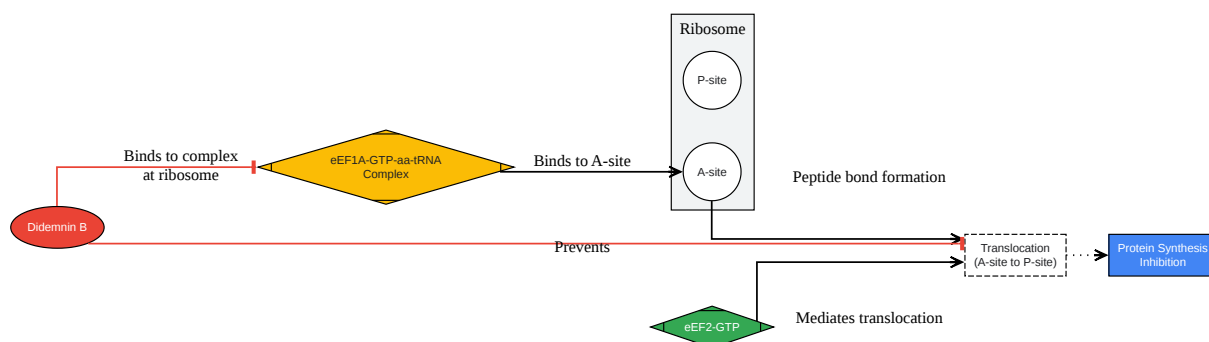 Ribosome
P-site
Binds to complex
at ribosome
eEF1A-GTP-aa-tRNA
Complex
Binds to A-site
A-site
Peptide bond formation
Didemnin B
Prevents
Translocation
(A-site to P-site)
Protein Synthesis
Inhibition
eEF2-GTP
Mediates translocation